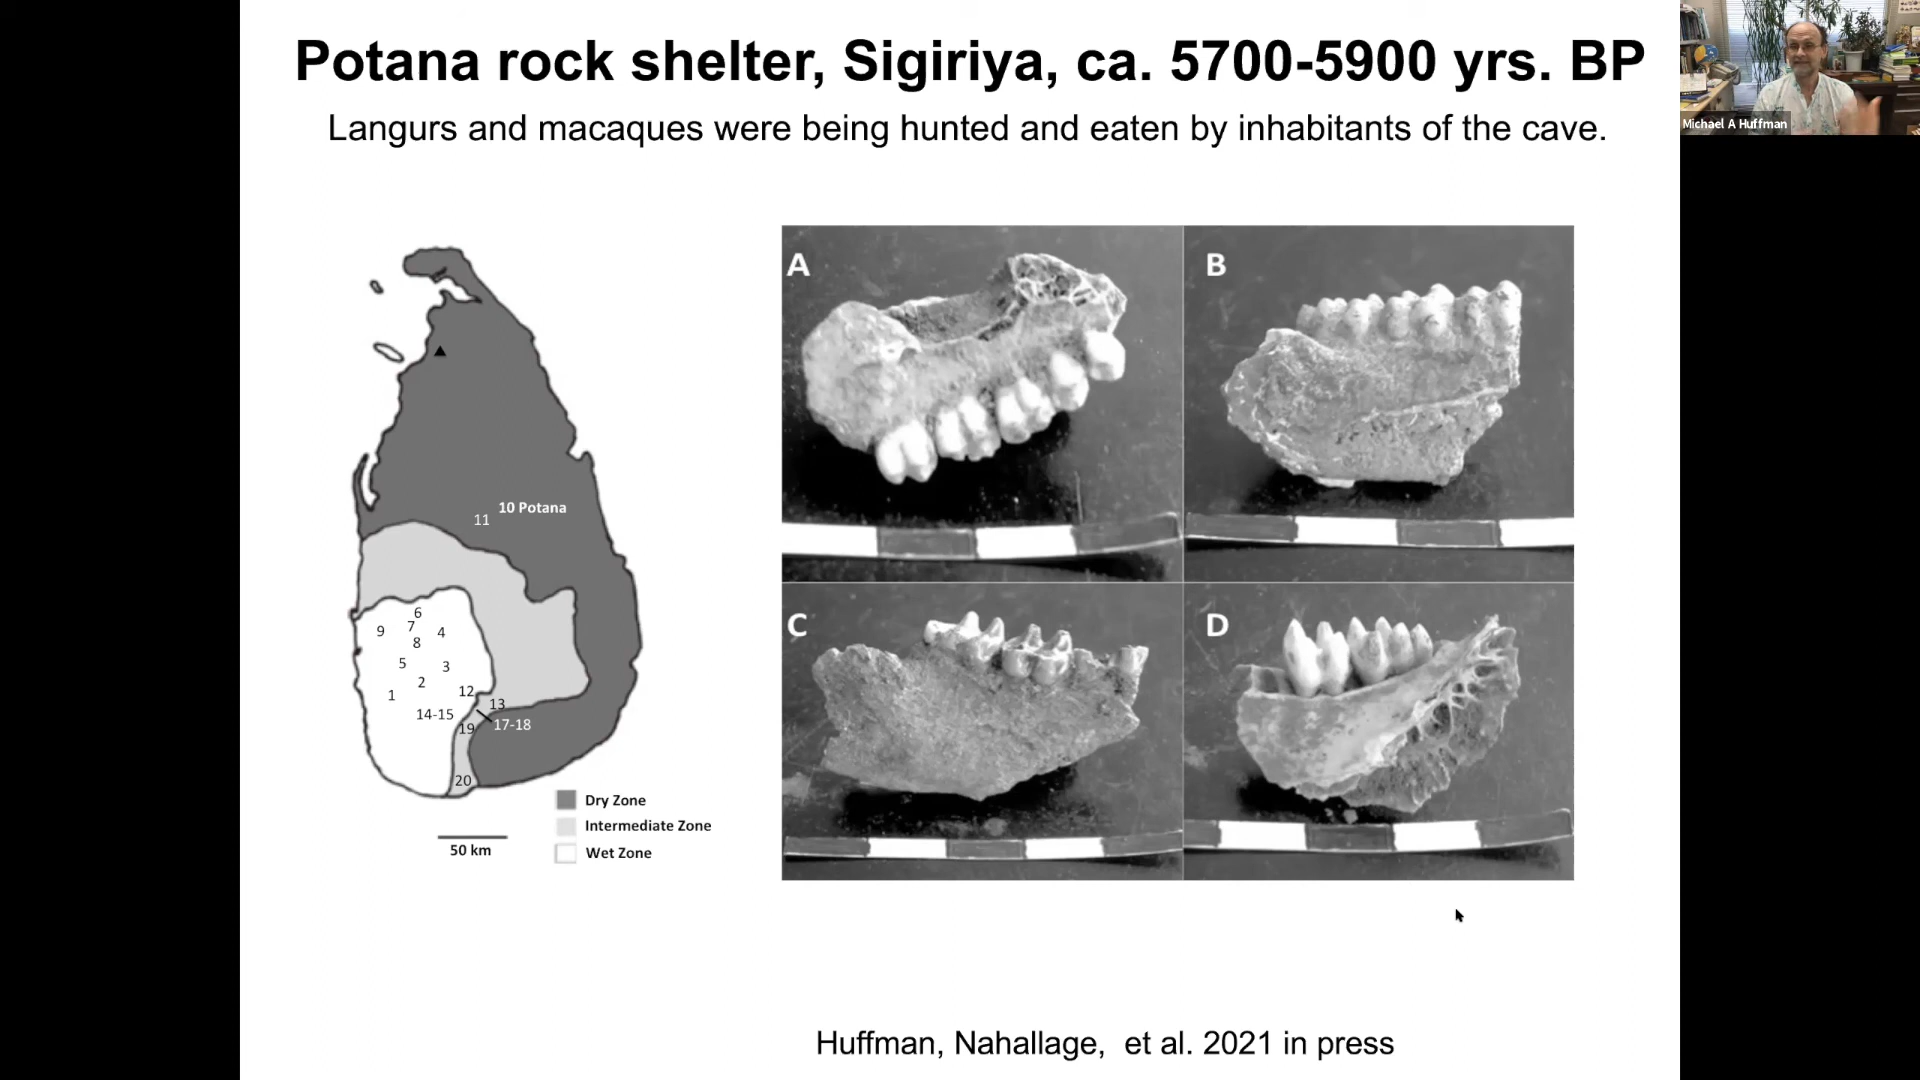 Potana rock shelter, Sigiriya, ca. 5700-5900 yrs. BP
Langurs and macaques were being hunted and eaten by inhabitants of the cave.
Michael A Huffman
10 Potana
11
6
7
9
4
8
5
3
2
1
12
13
14-15
17-18
19
20
Dry Zone
Intermediate Zone
Wet Zone
50 km
A
B
C
D
Huffman, Nahallage, et al. 2021 in press